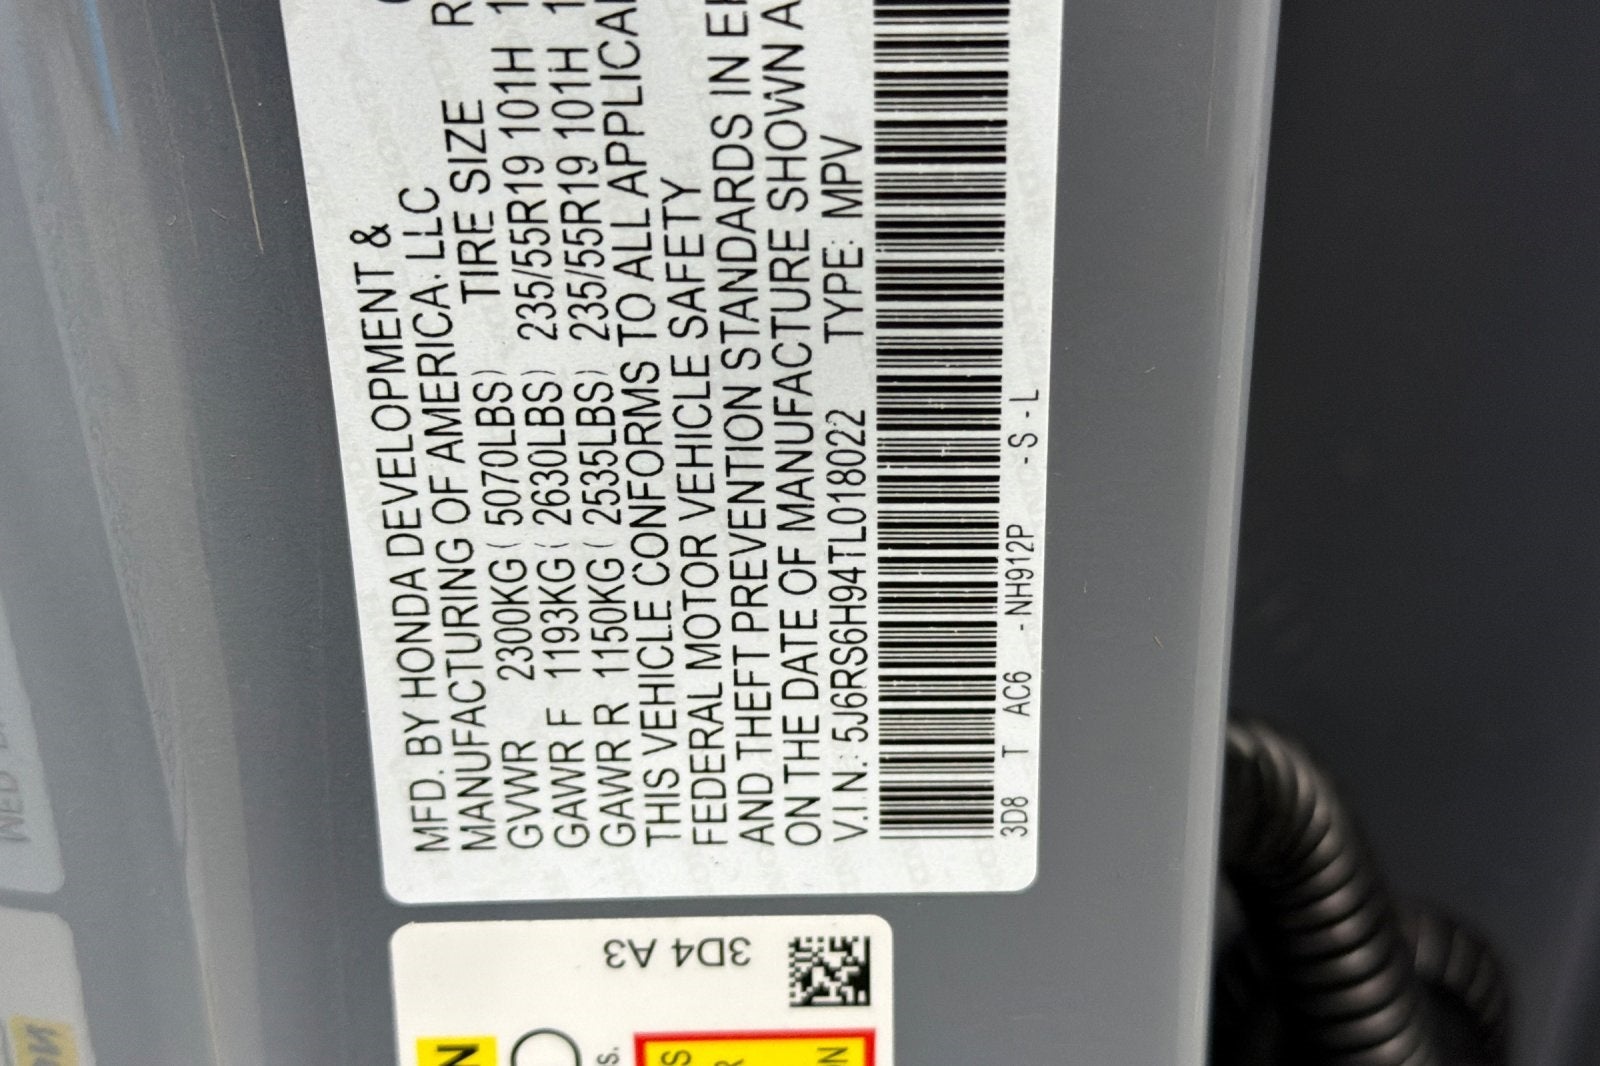 MFD. BY HONDA DEVELOPMENT &
MANUFACTURING OF AMERICA. LLC
TIRE SIZE
GVWR 2300KG ( 5070LBS) 235/55R19 101H
GAWR F 1193KG ( 2630LBS) 235/55R19 101H
GAWR R 1150KG ( 2535LBS)
THIS VEHICLE CONFORMS TO ALL
FEDERAL MOTOR VEHICLE SAFETY
AND THEFT PREVENTION STANDARDS IN
ON THE DATE OF MANUFACTURE SHOWN
V.I.N.: 5J6RS6H94TL018022 TYPE: MPV
3D8 T AC6 - NH912P - S - L
3D4 A3